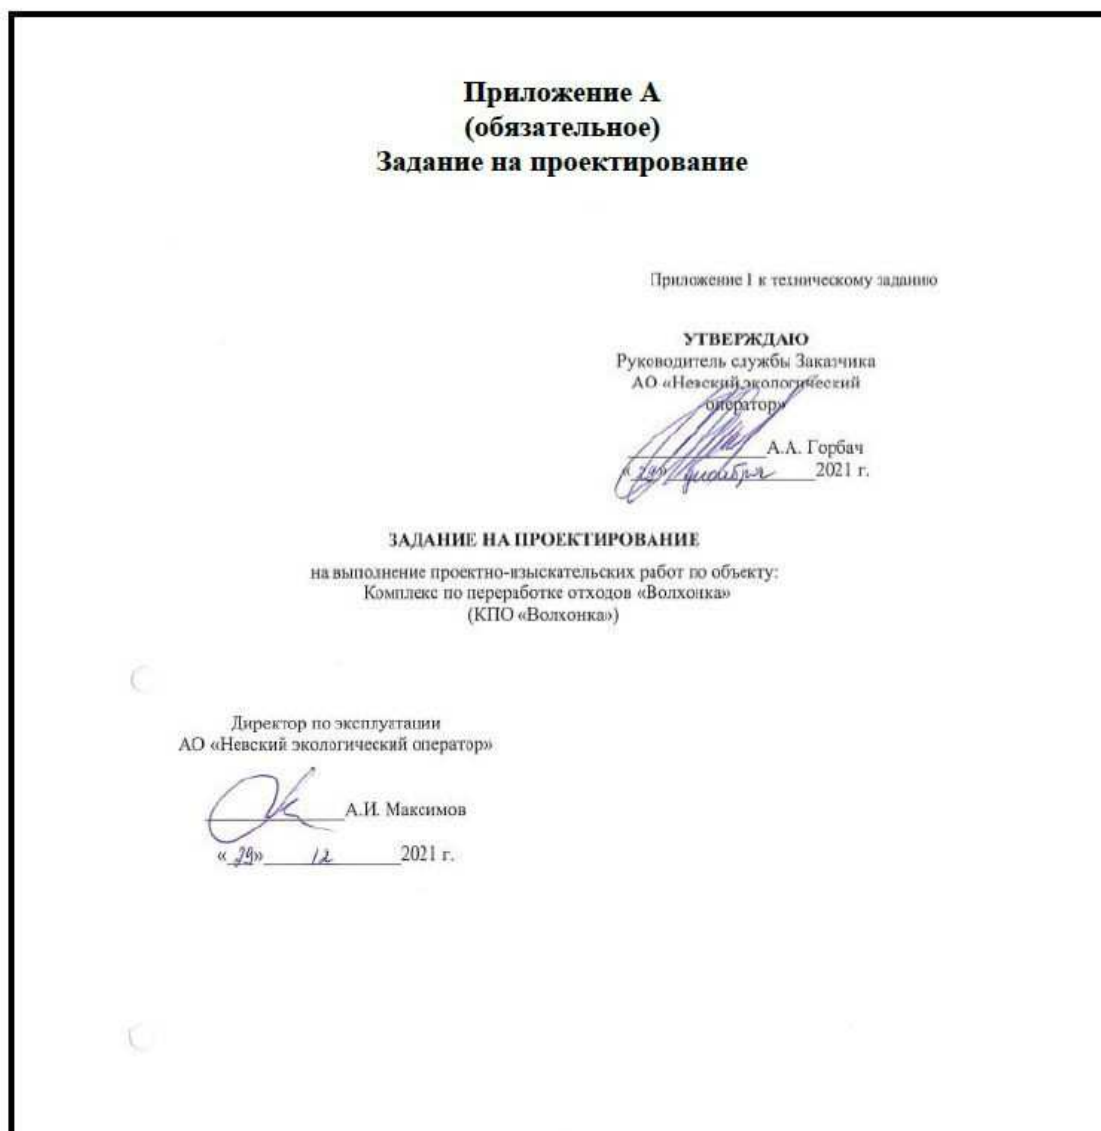 Приложение А
(обязательное)
Задание на проектирование
Приложение 1 к техническому заданию
УТВЕРЖДАЮ
Руководитель службы Заказчика
АО «Невский экологический
оператор»
А.А. Горбач
«29» декабря 2021 г.
ЗАДАНИЕ НА ПРОЕКТИРОВАНИЕ
на выполнение проектно-изыскательских работ по объекту:
Комплекс по переработке отходов «Волхонка»
(КПО «Волхонка»)
Директор по эксплуатации
АО «Невский экологический оператор»
А.И. Максимов
«29» 12 2021 г.